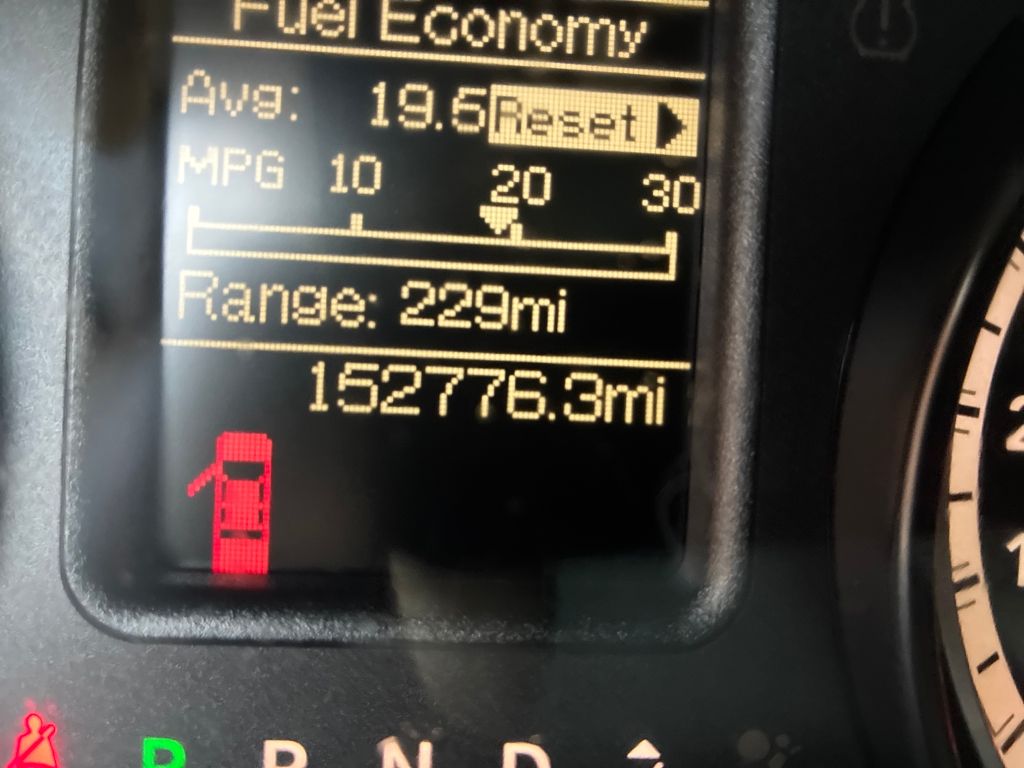 Fuel Economy
Avg: 19.6 Reset
MPG 10 20 30
Range: 229mi
152776.3mi
P R N D